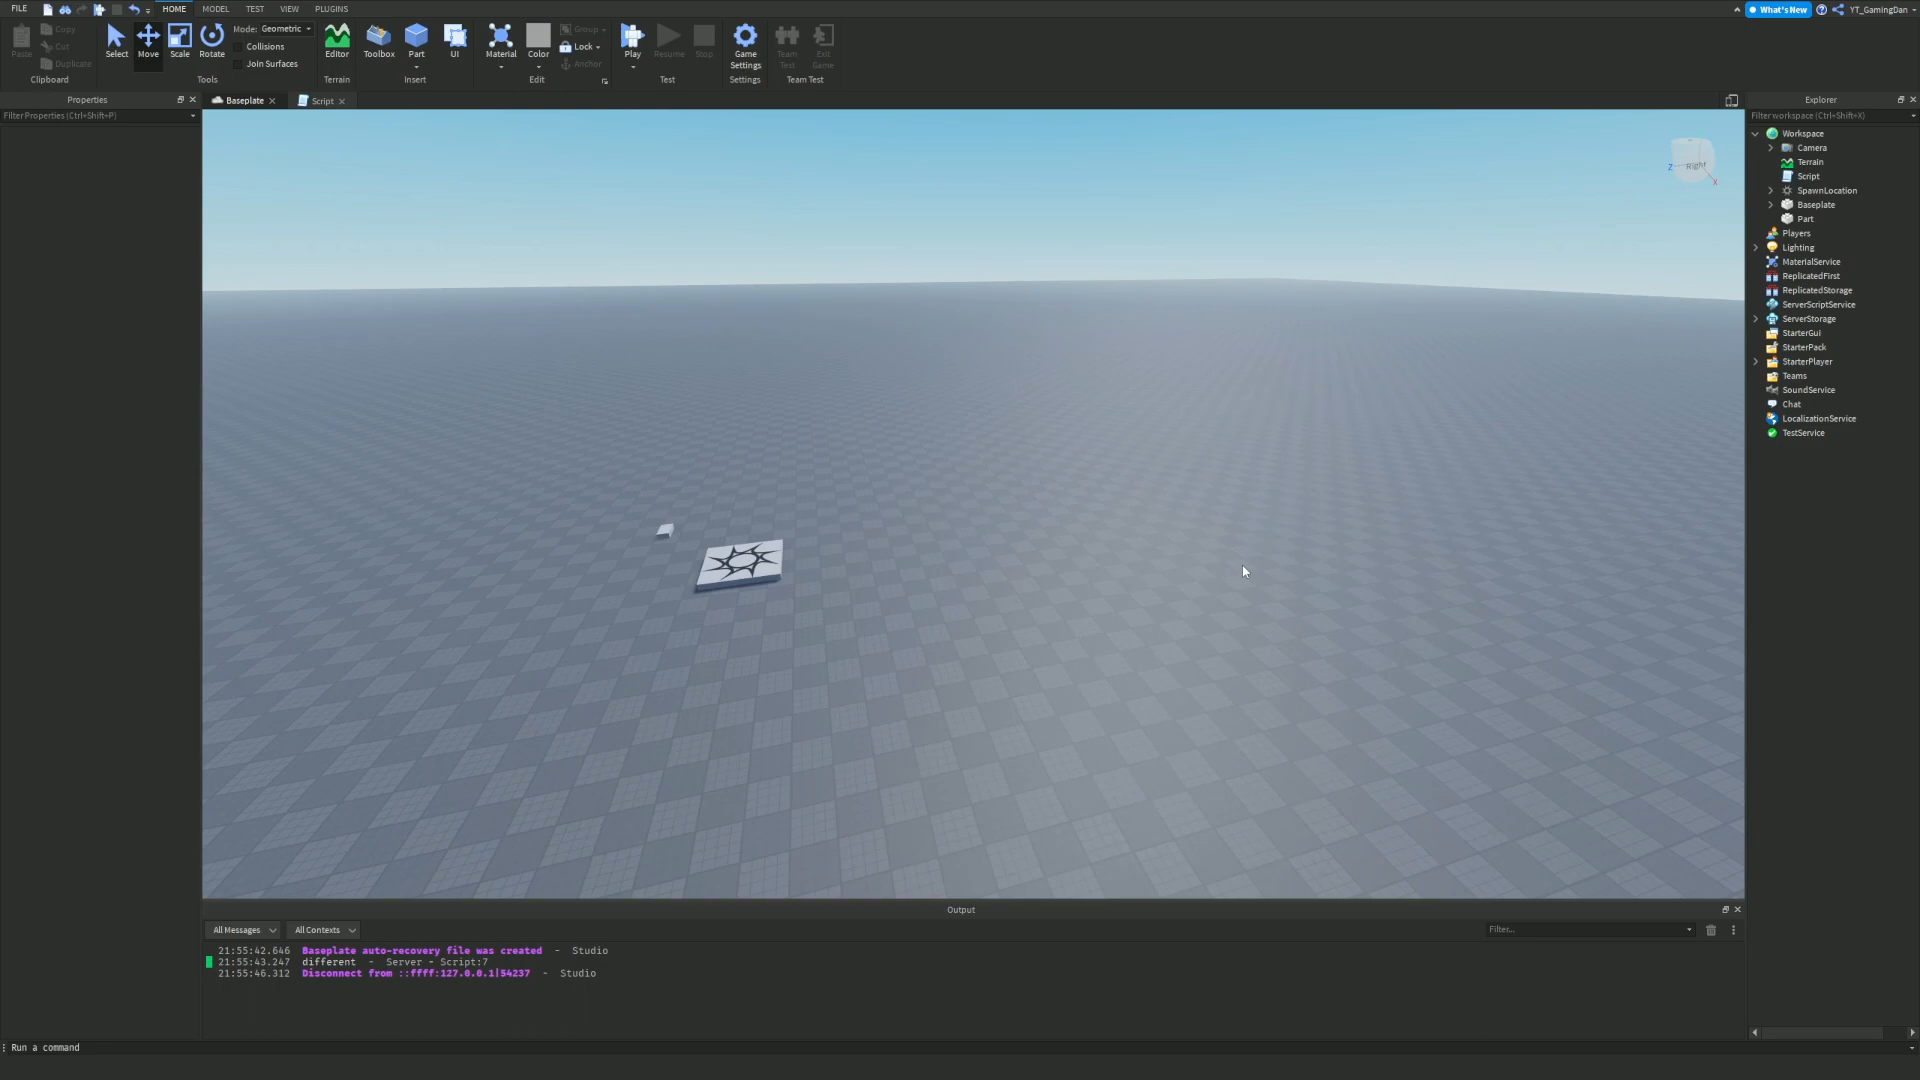 FILE
HOME
MODEL
TEST
VIEW
PLUGINS
What's New
YT_GamingDan
Paste
Copy
Cut
Duplicate
Clipboard
Select
Move
Scale
Rotate
Mode: Geometric
Collisions
Join Surfaces
Tools
Editor
Terrain
Toolbox
Part
UI
Insert
Material
Color
Group
Lock
Anchor
Edit
Play
Resume
Stop
Test
Game Settings
Settings
Team Test
Exit Game
Team Test
Properties
Filter Properties (Ctrl+Shift+P)
Baseplate
Script
Explorer
Filter workspace (Ctrl+Shift+X)
Workspace
Camera
Terrain
Script
SpawnLocation
Baseplate
Part
Players
Lighting
MaterialService
ReplicatedFirst
ReplicatedStorage
ServerScriptService
ServerStorage
StarterGui
StarterPack
StarterPlayer
Teams
SoundService
Chat
LocalizationService
TestService
Z
Right
X
Output
All Messages
All Contexts
Filter...
21:55:42.646 Baseplate auto-recovery file was created - Studio
21:55:43.247 different - Server - Script:7
21:55:46.312 Disconnect from ::ffff:127.0.0.1|54237 - Studio
Run a command